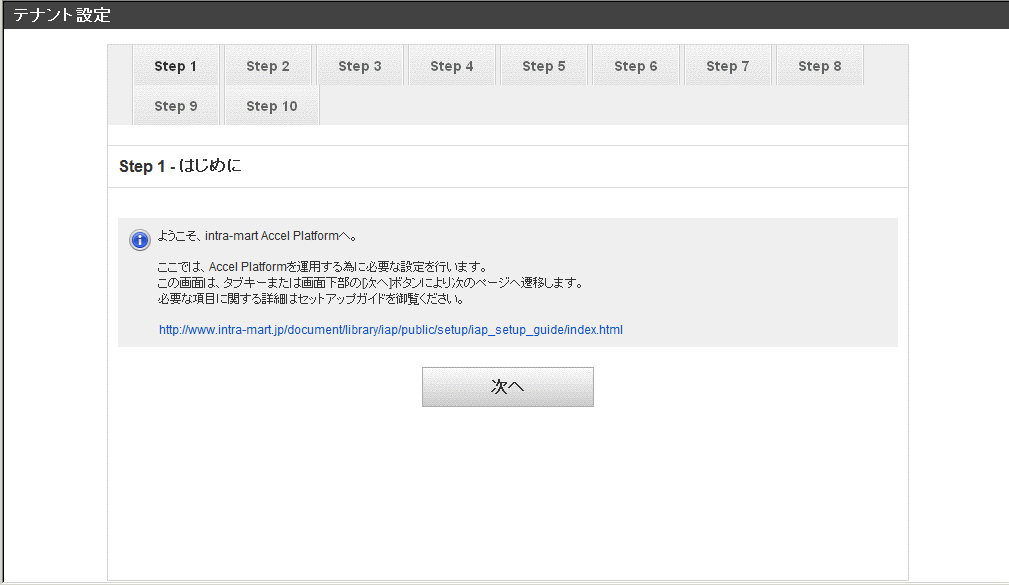 テナント設定
Step 1 Step 2 Step 3 Step 4 Step 5 Step 6 Step 7 Step 8
Step 9 Step 10
Step 1 - はじめに
ようこそ、intra-mart Accel Platformへ。
ここでは、Accel Platformを運用する為に必要な設定を行います。
この画面は、タブキーまたは画面下部の[次へ]ボタンにより次のページへ遷移します。
必要な項目に関する詳細はセットアップガイドを御覧ください。
http://www.intra-mart.jp/document/library/iap/public/setup/iap_setup_guide/index.html
次へ